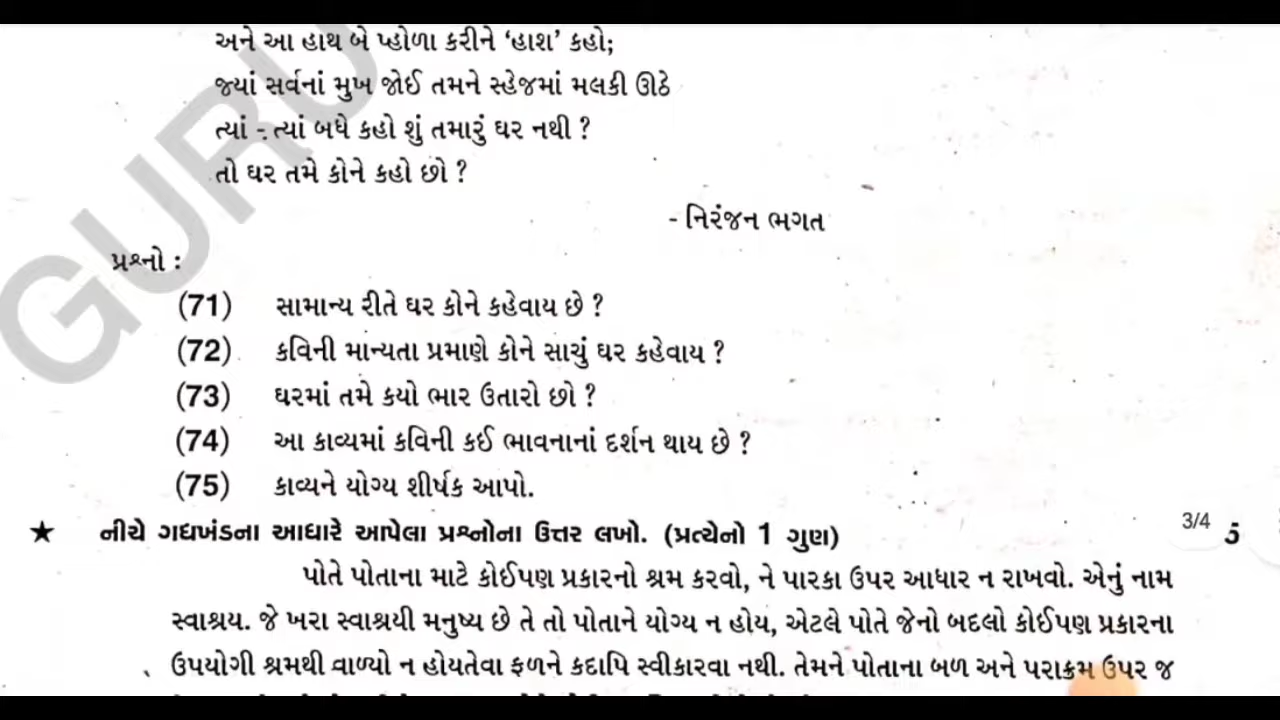 અને આ હાથ બે પ્હોળા કરીને ‘હાશ’ કહો;
જ્યાં સર્વનાં મુખ જોઈ તમને સ્હેજમાં મલકી ઊઠે
ત્યાં - ત્યાં બધે કહો શું તમારું ઘર નથી ?
તો ઘર તમે કોને કહો છો ?
- નિરંજન ભગત
પ્રશ્નો :
(71) સામાન્ય રીતે ઘર કોને કહેવાય છે ?
(72) કવિની માન્યતા પ્રમાણે કોને સાચું ઘર કહેવાય ?
(73) ઘરમાં તમે કયો ભાર ઉતારો છો ?
(74) આ કાવ્યમાં કવિની કઈ ભાવનાનાં દર્શન થાય છે ?
(75) કાવ્યને યોગ્ય શીર્ષક આપો.
★ નીચે ગદ્યખંડના આધારે આપેલા પ્રશ્નોના ઉત્તર લખો. (પ્રત્યેનો 1 ગુણ) 3/4 5
પોતે પોતાના માટે કોઈપણ પ્રકારનો શ્રમ કરવો, ને પારકા ઉપર આધાર ન રાખવો. એનું નામ
સ્વાશ્રય. જે ખરા સ્વાશ્રયી મનુષ્ય છે તે તો પોતાને યોગ્ય ન હોય, એટલે પોતે જેનો બદલો કોઈપણ પ્રકારના
ઉપયોગી શ્રમથી વાળ્યો ન હોયતેવા ફળને કદાપિ સ્વીકારવા નથી. તેમને પોતાના બળ અને પરાક્રમ ઉપર જ
GURU